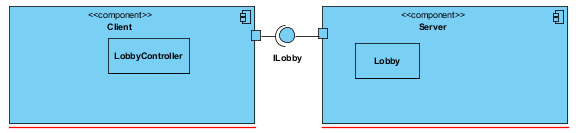 <<component>>
Client
LobbyController
ILobby
<<component>>
Server
Lobby